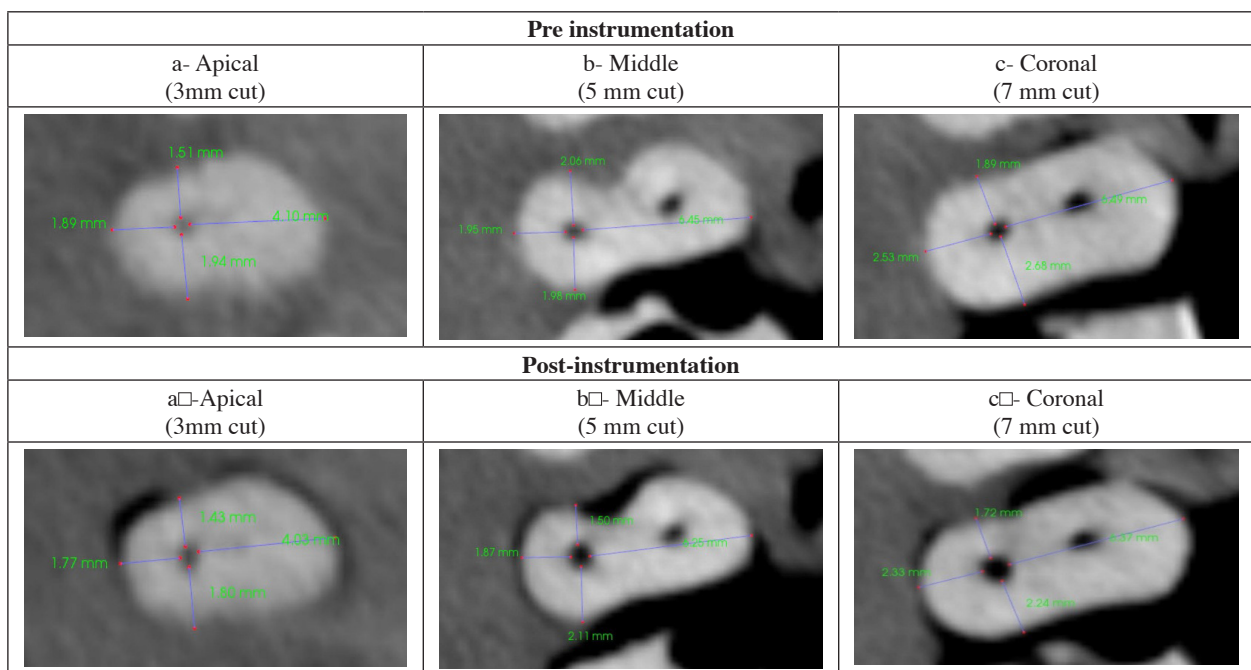 Pre instrumentation
a- Apical
(3mm cut)
b- Middle
(5 mm cut)
c- Coronal
(7 mm cut)
1.51 mm
1.89 mm
4.10 mm
1.94 mm
2.06 mm
1.95 mm
1.96 mm
1.89 mm
2.53 mm
2.68 mm
Post-instrumentation
a□-Apical
(3mm cut)
b□- Middle
(5 mm cut)
c□- Coronal
(7 mm cut)
1.43 mm
4.03 mm
1.77 mm
1.50 mm
1.87 mm
2.11 mm
1.72 mm
2.33 mm
2.24 mm